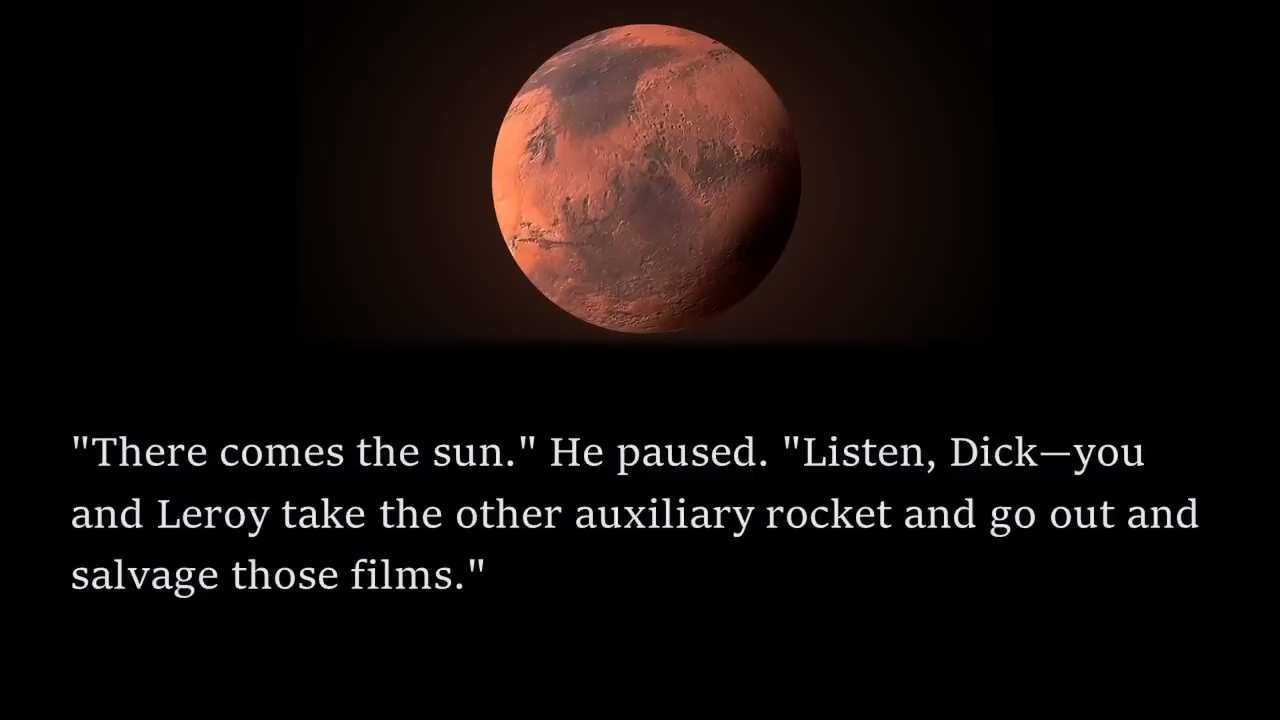 "There comes the sun." He paused. "Listen, Dick—you
and Leroy take the other auxiliary rocket and go out and
salvage those films."